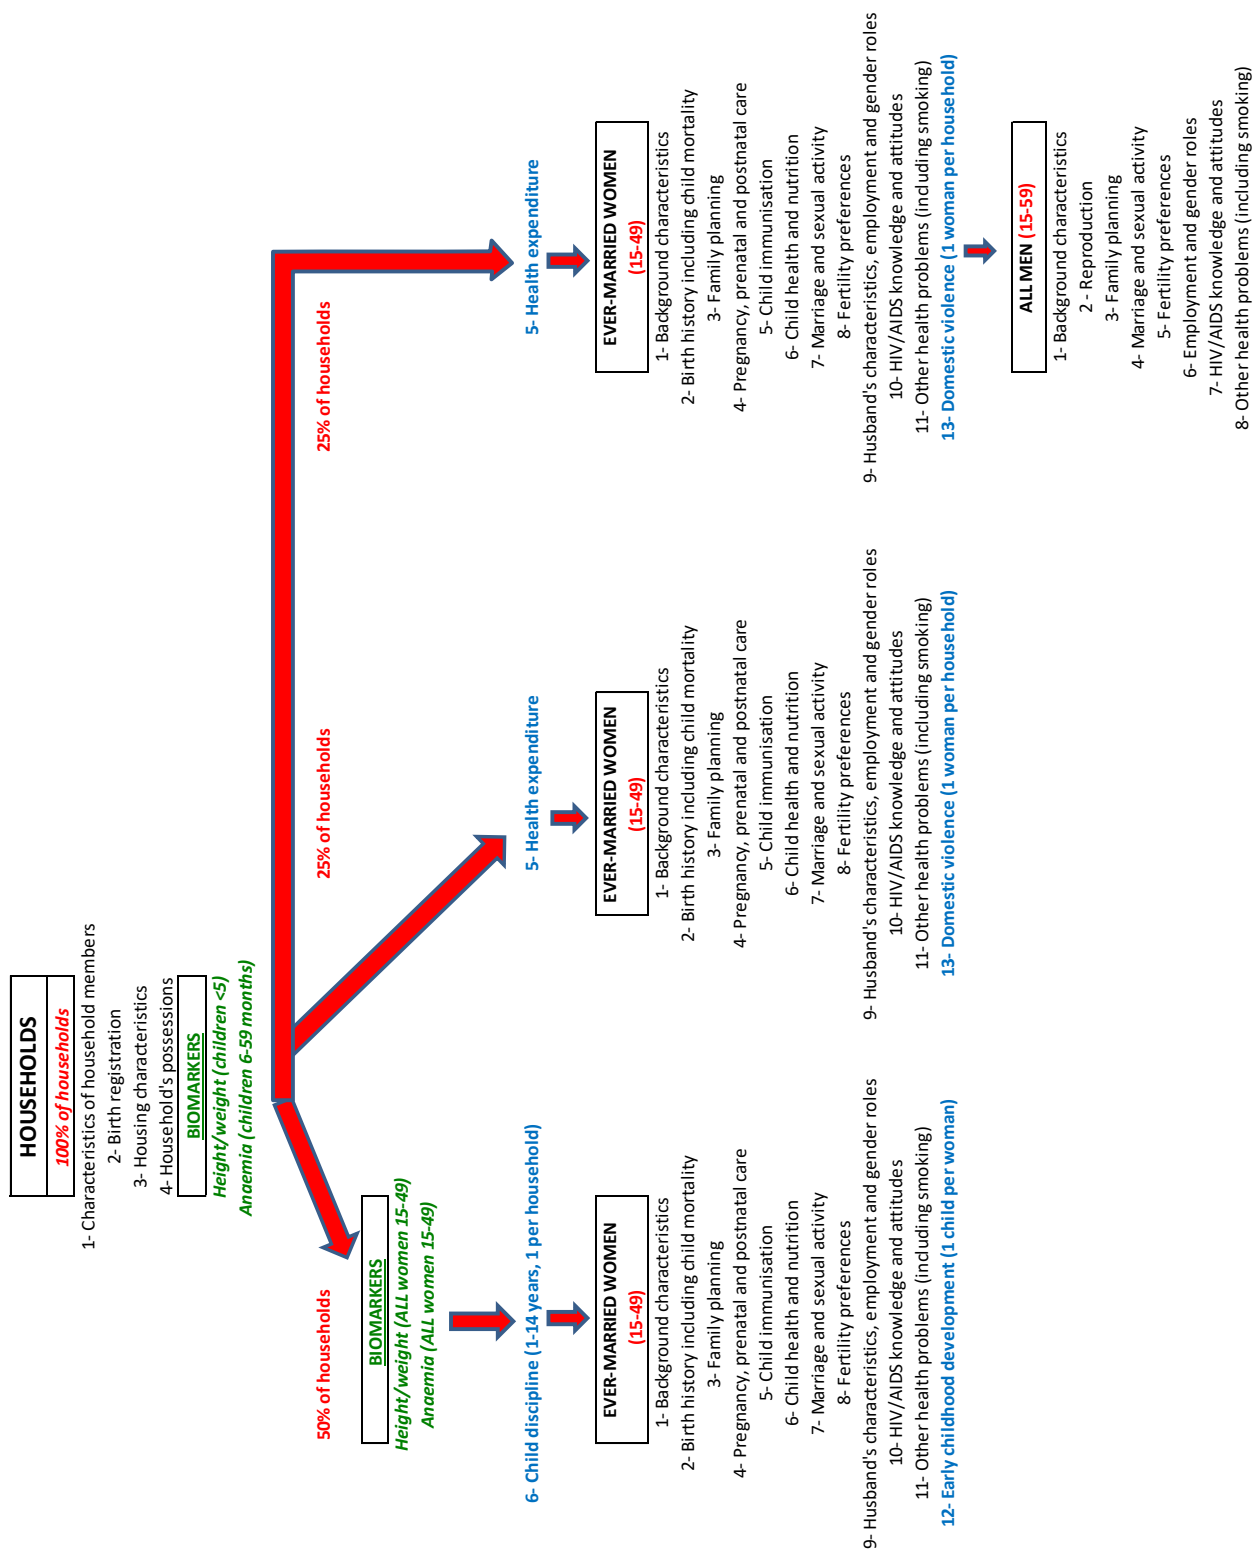 HOUSEHOLDS
100% of households
1- Characteristics of household members
2- Birth registration
3- Housing characteristics
4- Household's possessions
BIOMARKERS
Height/weight (children <5)
Anaemia (children 6-59 months)
50% of households
BIOMARKERS
Height/weight (ALL women 15-49)
Anaemia (ALL women 15-49)
6- Child discipline (1-14 years, 1 per household)
EVER-MARRIED WOMEN
(15-49)
1- Background characteristics
2- Birth history including child mortality
3- Family planning
4- Pregnancy, prenatal and postnatal care
5- Child immunisation
6- Child health and nutrition
7- Marriage and sexual activity
8- Fertility preferences
9- Husband's characteristics, employment and gender roles
10- HIV/AIDS knowledge and attitudes
11- Other health problems (including smoking)
12- Early childhood development (1 child per woman)
25% of households
5- Health expenditure
EVER-MARRIED WOMEN
(15-49)
1- Background characteristics
2- Birth history including child mortality
3- Family planning
4- Pregnancy, prenatal and postnatal care
5- Child immunisation
6- Child health and nutrition
7- Marriage and sexual activity
8- Fertility preferences
9- Husband's characteristics, employment and gender roles
10- HIV/AIDS knowledge and attitudes
11- Other health problems (including smoking)
13- Domestic violence (1 woman per household)
25% of households
5- Health expenditure
EVER-MARRIED WOMEN
(15-49)
1- Background characteristics
2- Birth history including child mortality
3- Family planning
4- Pregnancy, prenatal and postnatal care
5- Child immunisation
6- Child health and nutrition
7- Marriage and sexual activity
8- Fertility preferences
9- Husband's characteristics, employment and gender roles
10- HIV/AIDS knowledge and attitudes
11- Other health problems (including smoking)
13- Domestic violence (1 woman per household)
ALL MEN (15-59)
1- Background characteristics
2 - Reproduction
3- Family planning
4- Marriage and sexual activity
5- Fertility preferences
6- Employment and gender roles
7- HIV/AIDS knowledge and attitudes
8- Other health problems (including smoking)